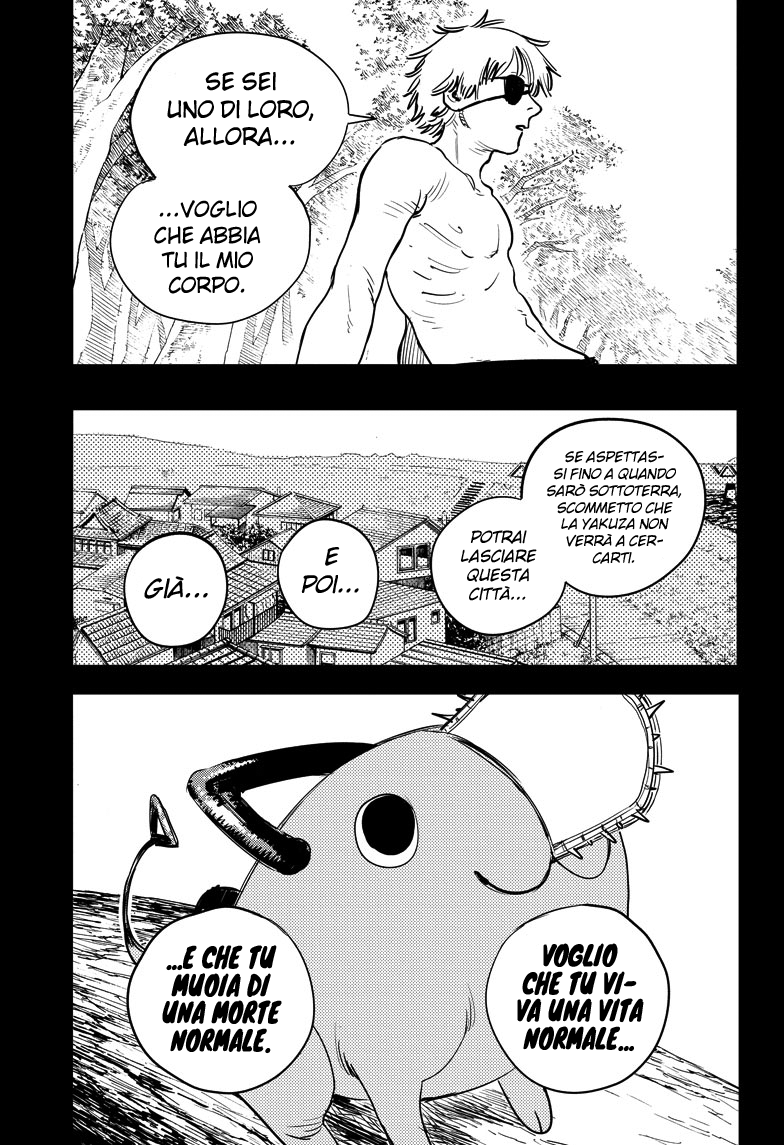 SE SEI
UNO DI LORO,
ALLORA...
...VOGLIO
CHE ABBIA
TU IL MIO
CORPO.
SE ASPETTAS-
SI FINO A QUANDO
SARÒ SOTTOTERRA,
SCOMMETTO CHE
LA YAKUZA NON
VERRÀ A CER-
CARTI.
POTRAI
LASCIARE
QUESTA
CITTÀ...
E
POI...
GIÀ...
VOGLIO
CHE TU VI-
VA UNA VITA
NORMALE...
...E CHE TU
MUOIA DI
UNA MORTE
NORMALE.